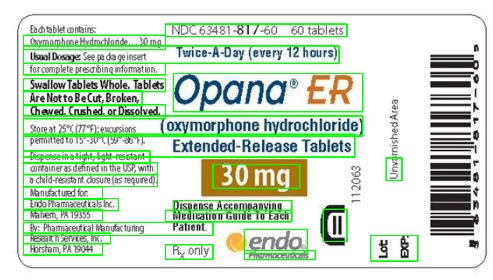 Each tablet contains:
Oxymorphone Hydrochloride... 30 mg
Usual Dosage: See package insert
for complete prescribing information.
Swallow Tablets Whole. Tablets
Are Not to Be Cut, Broken,
Chewed, Crushed, or Dissolved.
Store at 25°C (77°F); excursions
permitted to 15°-30°C (59°-86°F).
Dispense in a tight, light-resistant
container as defined in the USP, with
a child-resistant closure (as required).
Manufactured for:
Endo Pharmaceuticals Inc.
Malvern, PA 19355
By: Pharmaceutical Manufacturing
Research Services, Inc.
Horsham, PA 19044
NDC 63481-817-60 60 tablets
Twice-A-Day (every 12 hours)
Opana® ER
(oxymorphone hydrochloride)
Extended-Release Tablets
30 mg
Dispense Accompanying
Medication Guide To Each
Patient.
Rx only
endo
Pharmaceuticals
CII
112063
Unvarnished Area
Lot:
EXP:
63481-817-60